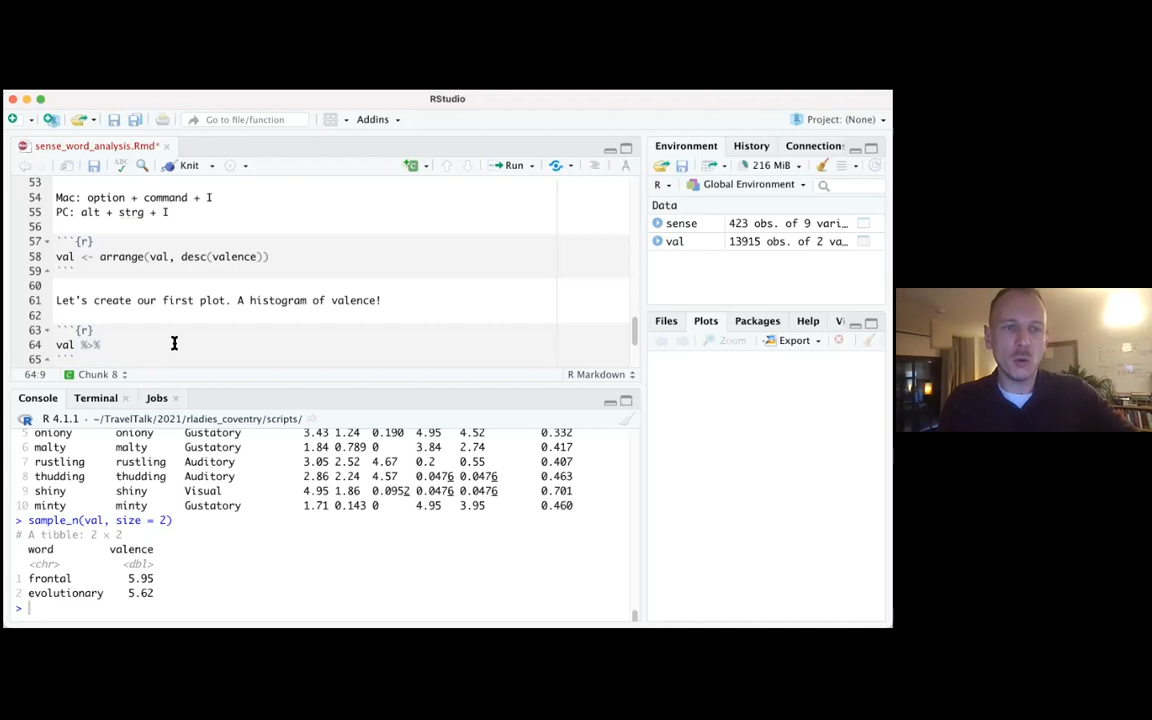 RStudio
Go to file/function
Addins
Project: (None)
sense_word_analysis.Rmd*
Knit
Run
53
54 Mac: option + command + I
55 PC: alt + strg + I
56
57 ```{r}
58 val <- arrange(val, desc(valence))
59 ```
60
61 Let's create our first plot. A histogram of valence!
62
63 ```{r}
64 val %>%
65 ```
64:9 Chunk 8 R Markdown
Console Terminal Jobs
R 4.1.1 · ~/TravelTalk/2021/rladies_coventry/scripts/
5 oniony oniony Gustatory 3.43 1.24 0.190 4.95 4.52 0.332
6 malty malty Gustatory 1.84 0.789 0 3.84 2.74 0.417
7 rustling rustling Auditory 3.05 2.52 4.67 0.2 0.55 0.407
8 thudding thudding Auditory 2.86 2.24 4.57 0.0476 0.0476 0.463
9 shiny shiny Visual 4.95 1.86 0.0952 0.0476 0.0476 0.701
10 minty minty Gustatory 1.71 0.143 0 4.95 3.95 0.460
> sample_n(val, size = 2)
# A tibble: 2 × 2
word valence
<chr> <dbl>
1 frontal 5.95
2 evolutionary 5.62
>
Environment History Connection:
216 MiB
R Global Environment
Data
sense 423 obs. of 9 vari…
val 13915 obs. of 2 va…
Files Plots Packages Help Vi
Zoom Export